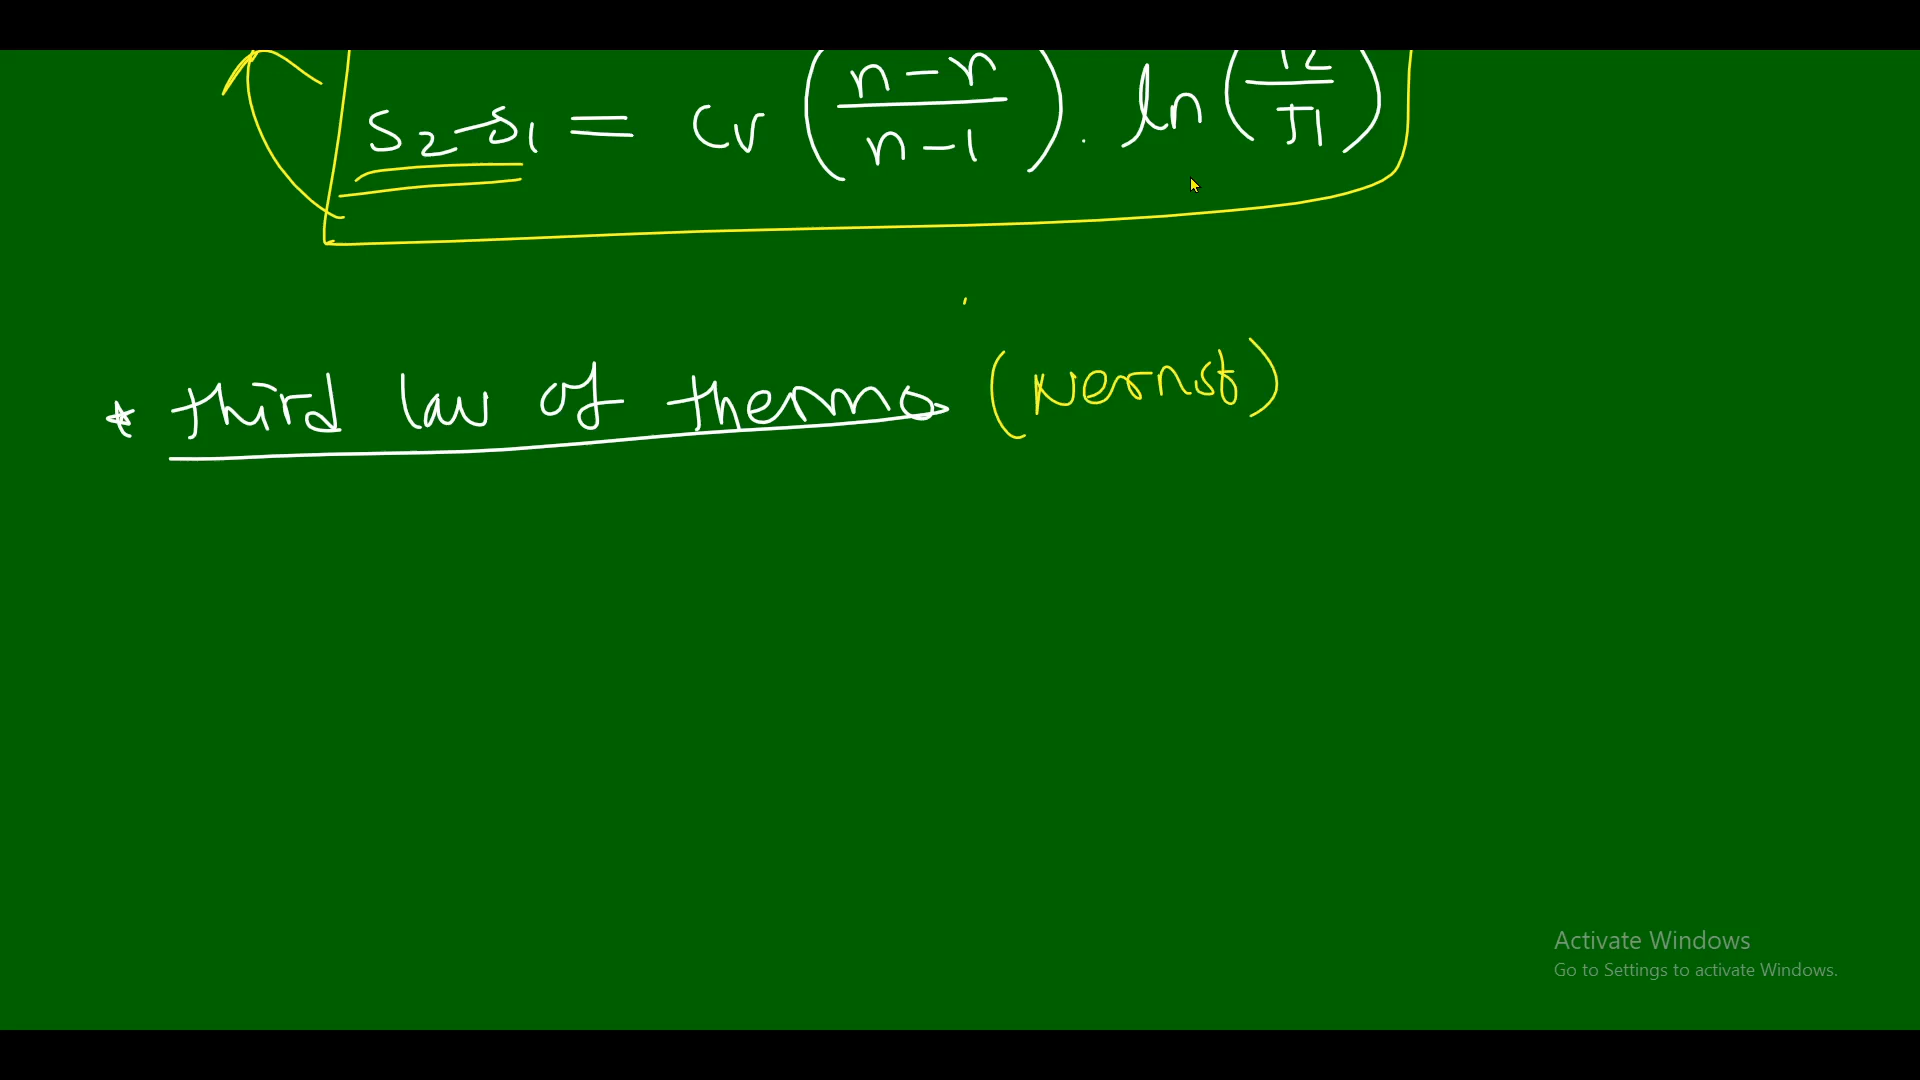 S2-S1 = Cv (n-r/n-1) . ln (T2/T1)
* third law of thermo (Nernst)
Activate Windows
Go to Settings to activate Windows.